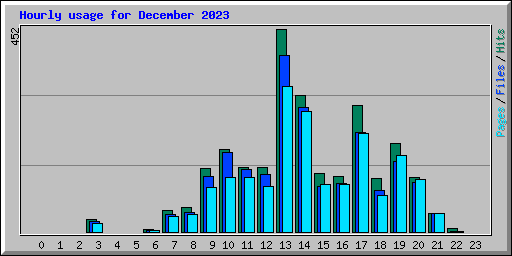 Hourly usage for December 2023
452
Pages / Files / Hits
0 1 2 3 4 5 6 7 8 9 10 11 12 13 14 15 16 17 18 19 20 21 22 23